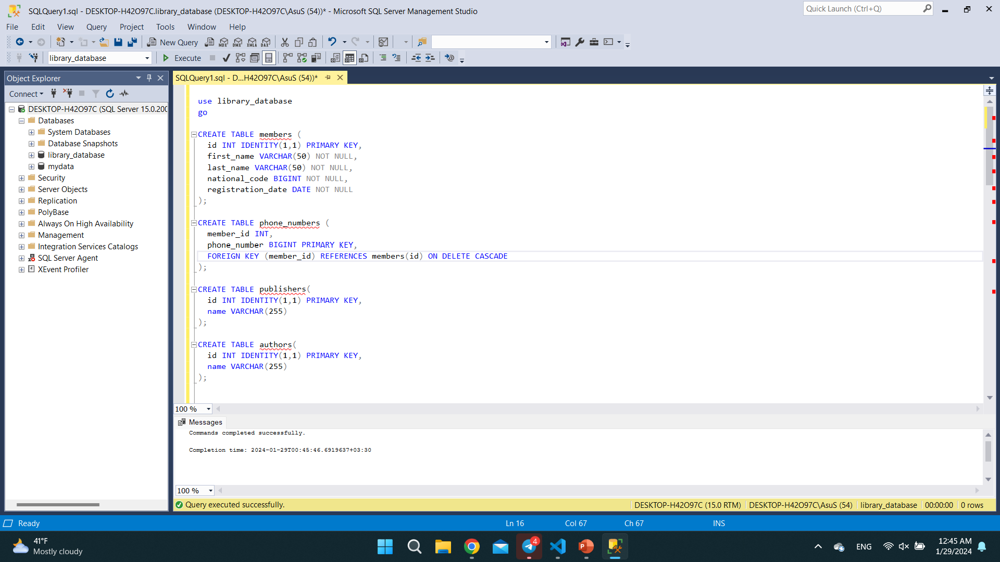 SQLQuery1.sql - DESKTOP-H42O97C.library_database (DESKTOP-H42O97C\AsuS (54))* - Microsoft SQL Server Management Studio
Quick Launch (Ctrl+Q)
File Edit View Query Project Tools Window Help
New Query MDX DMX XMLA DAX
library_database Execute
Object Explorer
SQLQuery1.sql - D...H42O97C\AsuS (54))*
Connect
DESKTOP-H42O97C (SQL Server 15.0.200
Databases
System Databases
Database Snapshots
library_database
mydata
Security
Server Objects
Replication
PolyBase
Always On High Availability
Management
Integration Services Catalogs
SQL Server Agent
XEvent Profiler
use library_database
go
CREATE TABLE members (
id INT IDENTITY(1,1) PRIMARY KEY,
first_name VARCHAR(50) NOT NULL,
last_name VARCHAR(50) NOT NULL,
national_code BIGINT NOT NULL,
registration_date DATE NOT NULL
);
CREATE TABLE phone_numbers (
member_id INT,
phone_number BIGINT PRIMARY KEY,
FOREIGN KEY (member_id) REFERENCES members(id) ON DELETE CASCADE
);
CREATE TABLE publishers(
id INT IDENTITY(1,1) PRIMARY KEY,
name VARCHAR(255)
);
CREATE TABLE authors(
id INT IDENTITY(1,1) PRIMARY KEY,
name VARCHAR(255)
);
100 %
Messages
Commands completed successfully.
Completion time: 2024-01-29T00:45:46.6919637+03:30
100 %
Query executed successfully. DESKTOP-H42O97C (15.0 RTM) DESKTOP-H42O97C\AsuS (54) library_database 00:00:00 0 rows
Ready Ln 16 Col 67 Ch 67 INS
41°F
Mostly cloudy
4
ENG
12:45 AM
1/29/2024